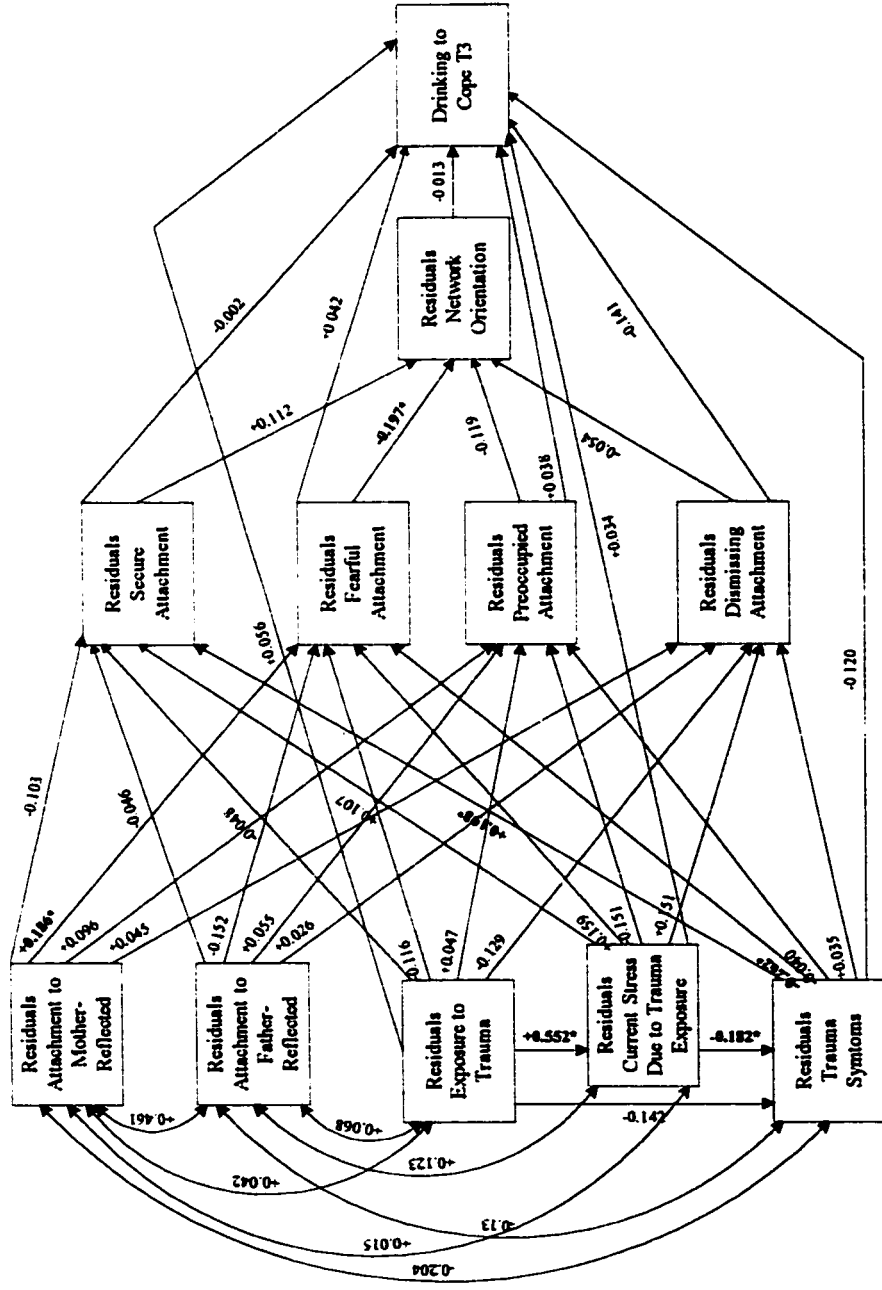 Residuals
Attachment to
Mother-
Reflected
Residuals
Attachment to
Father-
Reflected
Residuals
Exposure to
Trauma
Residuals
Current Stress
Due to Trauma
Exposure
Residuals
Trauma
Symtoms
Residuals
Secure
Attachment
Residuals
Fearful
Attachment
Residuals
Preoccupied
Attachment
Residuals
Dismissing
Attachment
Residuals
Network
Orientation
Drinking to
Cope T3
+0.461
+0.068
+0.042
+0.123
+0.015
-0.13
-0.204
+0.552*
-0.182*
-0.142
-0.103
+0.186*
+0.096
+0.045
-0.046
-0.152
+0.055
+0.026
-0.116
+0.047
-0.129
-0.048
+0.107
+0.056
+0.151
+0.035
+0.112
-0.197*
-0.119
-0.054
-0.002
+0.042
-0.013
+0.038
+0.034
-0.141
-0.120